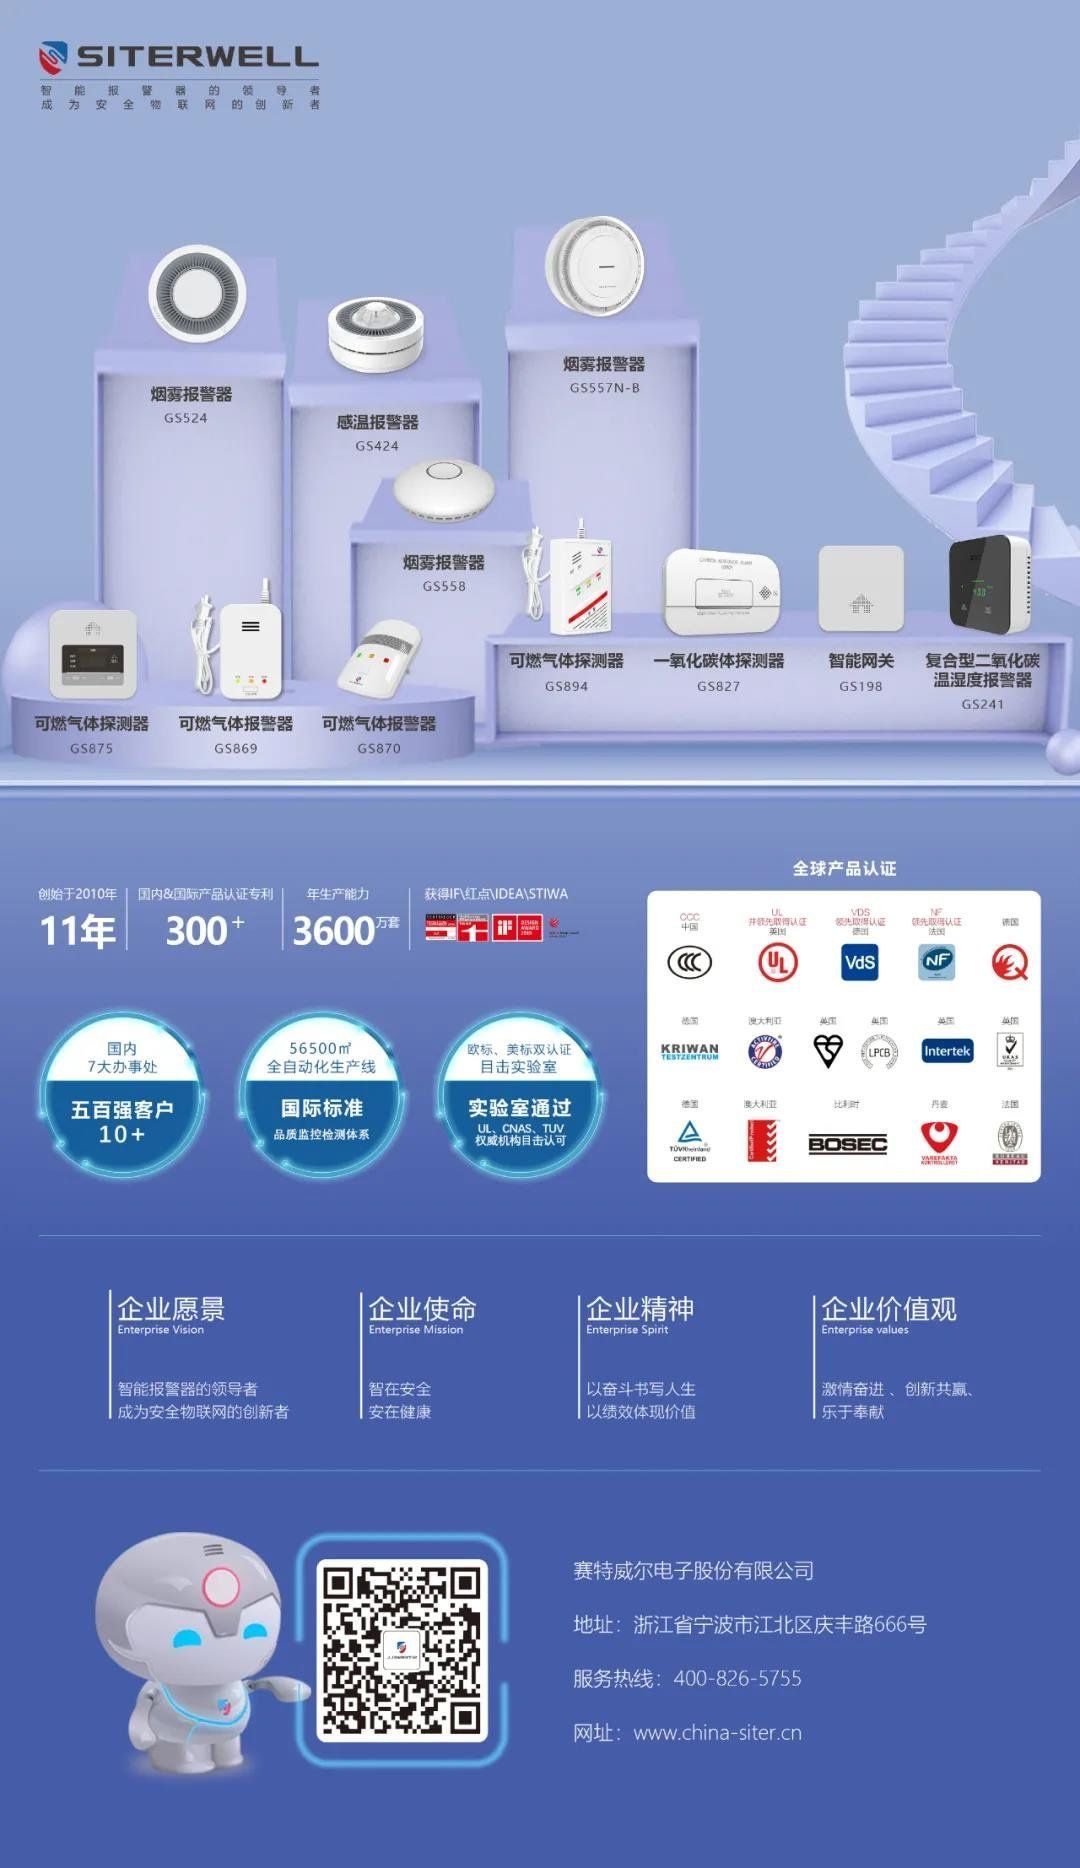 SITERWELL
智能报警器的领导者
成为安全物联网的创新者
烟雾报警器
GS524
感温报警器
GS424
烟雾报警器
GS557N-B
烟雾报警器
GS558
可燃气体探测器
GS875
可燃气体报警器
GS869
可燃气体报警器
GS870
可燃气体探测器
GS894
一氧化碳体探测器
GS827
智能网关
GS198
复合型二氧化碳
温湿度报警器
GS241
创始于2010年
11年
国内&国际产品认证专利
300+
年生产能力
3600万套
获得IF\红点\IDEA\STIWA
国内
7大办事处
五百强客户
10+
56500㎡
全自动化生产线
国际标准
品质监控检测体系
欧标、美标双认证
目击实验室
实验室通过
UL、CNAS、TUV
权威机构目击认可
全球产品认证
CCC
中国
UL
并领先取得认证
美国
UL
VDS
领先取得认证
德国
VdS
NF
领先取得认证
法国
NF
德国
德国
KRIWAN
TESTZENTRUM
澳大利亚
英国
英国
LPCB
英国
Intertek
英国
UKAS
德国
TÜVRheinland
CERTIFIED
澳大利亚
比利时
BOSEC
丹麦
VAREFAKTA
KONTROLLERET
法国
BUREAU
VERITAS
企业愿景
Enterprise Vision
智能报警器的领导者
成为安全物联网的创新者
企业使命
Enterprise Mission
智在安全
安在健康
企业精神
Enterprise Spirit
以奋斗书写人生
以绩效体现价值
企业价值观
Enterprise values
激情奋进 、创新共赢、
乐于奉献
赛特威尔电子股份有限公司
地址：浙江省宁波市江北区庆丰路666号
服务热线：400-826-5755
网址：www.china-siter.cn